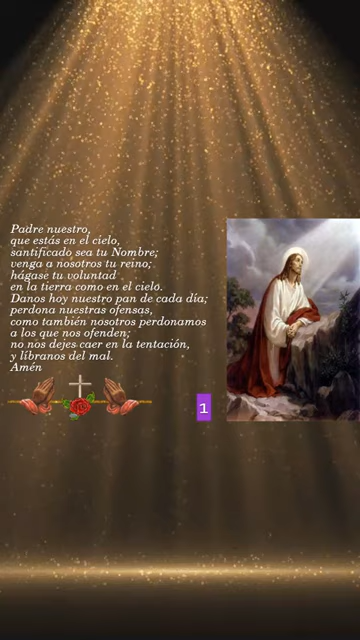 Padre nuestro,
que estás en el cielo,
santificado sea tu Nombre;
venga a nosotros tu reino;
hágase tu voluntad
en la tierra como en el cielo.
Danos hoy nuestro pan de cada día;
perdona nuestras ofensas,
como también nosotros perdonamos
a los que nos ofenden;
no nos dejes caer en la tentación,
y líbranos del mal.
Amén
1